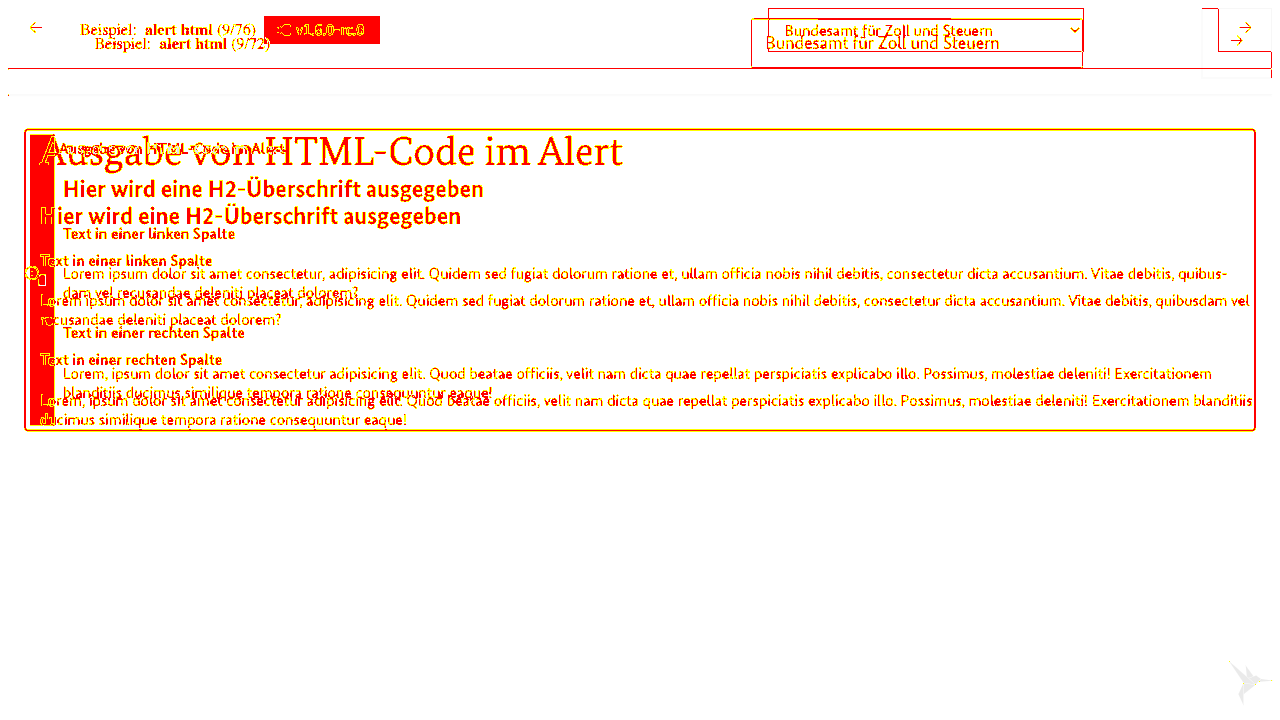 Beispiel: alert html (9/76) v1.6.0-rc.0
Beispiel: alert html (9/72)
Bundesamt für Zoll und Steuern
Bundesamt für Zoll und Steuern
Ausgabe von HTML-Code im Alert
Ausgabe von HTML-Code im Alert
Hier wird eine H2-Überschrift ausgegeben
Hier wird eine H2-Überschrift ausgegeben
Text in einer linken Spalte
Text in einer linken Spalte
Lorem ipsum dolor sit amet consectetur, adipisicing elit. Quidem sed fugiat dolorum ratione et, ullam officia nobis nihil debitis, consectetur dicta accusantium. Vitae debitis, quibus-
dam vel recusandae deleniti placeat dolorem?
Lorem ipsum dolor sit amet consectetur, adipisicing elit. Quidem sed fugiat dolorum ratione et, ullam officia nobis nihil debitis, consectetur dicta accusantium. Vitae debitis, quibusdam vel
recusandae deleniti placeat dolorem?
Text in einer rechten Spalte
Text in einer rechten Spalte
Lorem, ipsum dolor sit amet consectetur adipisicing elit. Quod beatae officiis, velit nam dicta quae repellat perspiciatis explicabo illo. Possimus, molestiae deleniti! Exercitationem
blanditiis ducimus similique tempora ratione consequuntur eaque!
Lorem, ipsum dolor sit amet consectetur adipisicing elit. Quod beatae officiis, velit nam dicta quae repellat perspiciatis explicabo illo. Possimus, molestiae deleniti! Exercitationem blanditiis
ducimus similique tempora ratione consequuntur eaque!